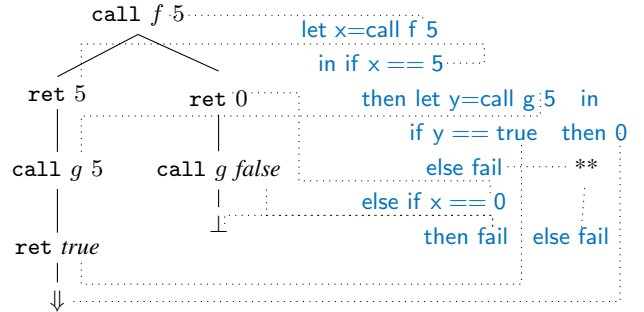 call f 5
let x=call f 5
in if x == 5
ret 5 ret 0 then let y=call g 5 in
if y == true then 0
call g 5 call g false else fail **
else if x == 0
⊥ then fail else fail
ret true
⇓